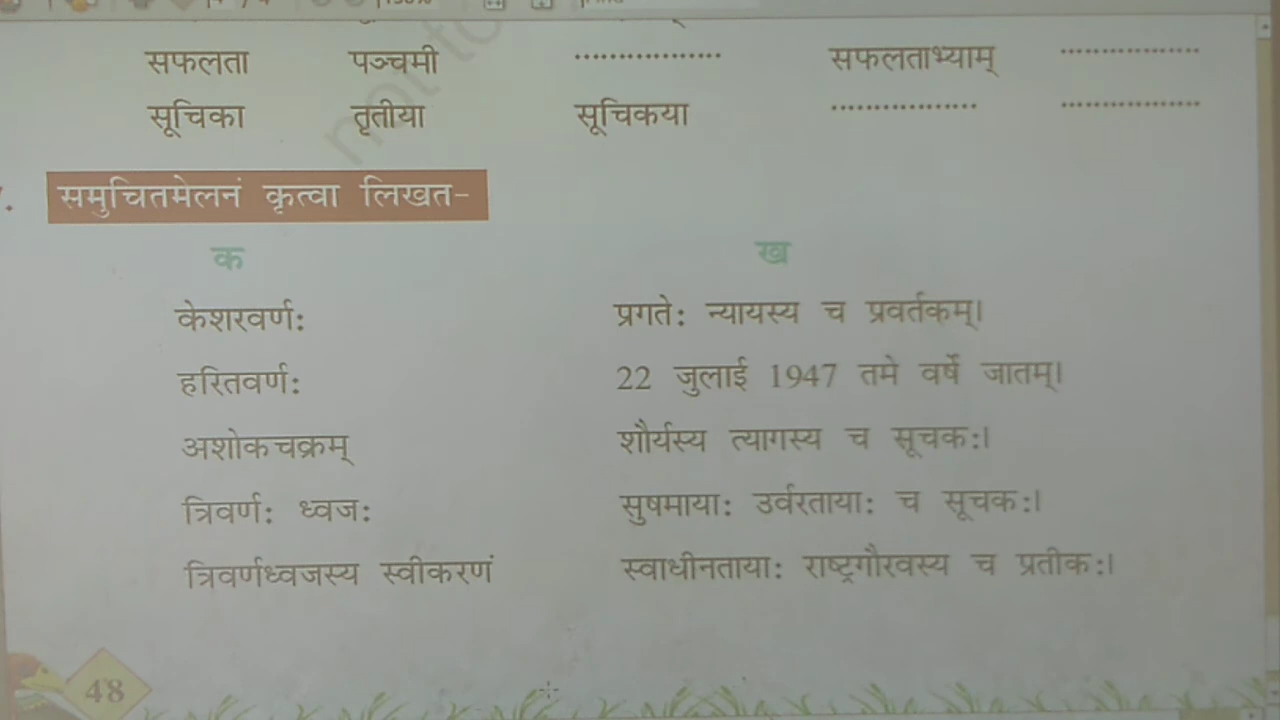 सफलता पञ्चमी ................. सफलताभ्याम् .................
सूचिका तृतीया सूचिकया ................. .................
समुचितमेलनं कृत्वा लिखत-
क ख
केशरवर्णः प्रगतेः न्यायस्य च प्रवर्तकम्।
हरितवर्णः 22 जुलाई 1947 तमे वर्षे जातम्।
अशोकचक्रम् शौर्यस्य त्यागस्य च सूचकः।
त्रिवर्णः ध्वजः सुषमायाः उर्वरतायाः च सूचकः।
त्रिवर्णध्वजस्य स्वीकरणं स्वाधीनतायाः राष्ट्रगौरवस्य च प्रतीकः।
48